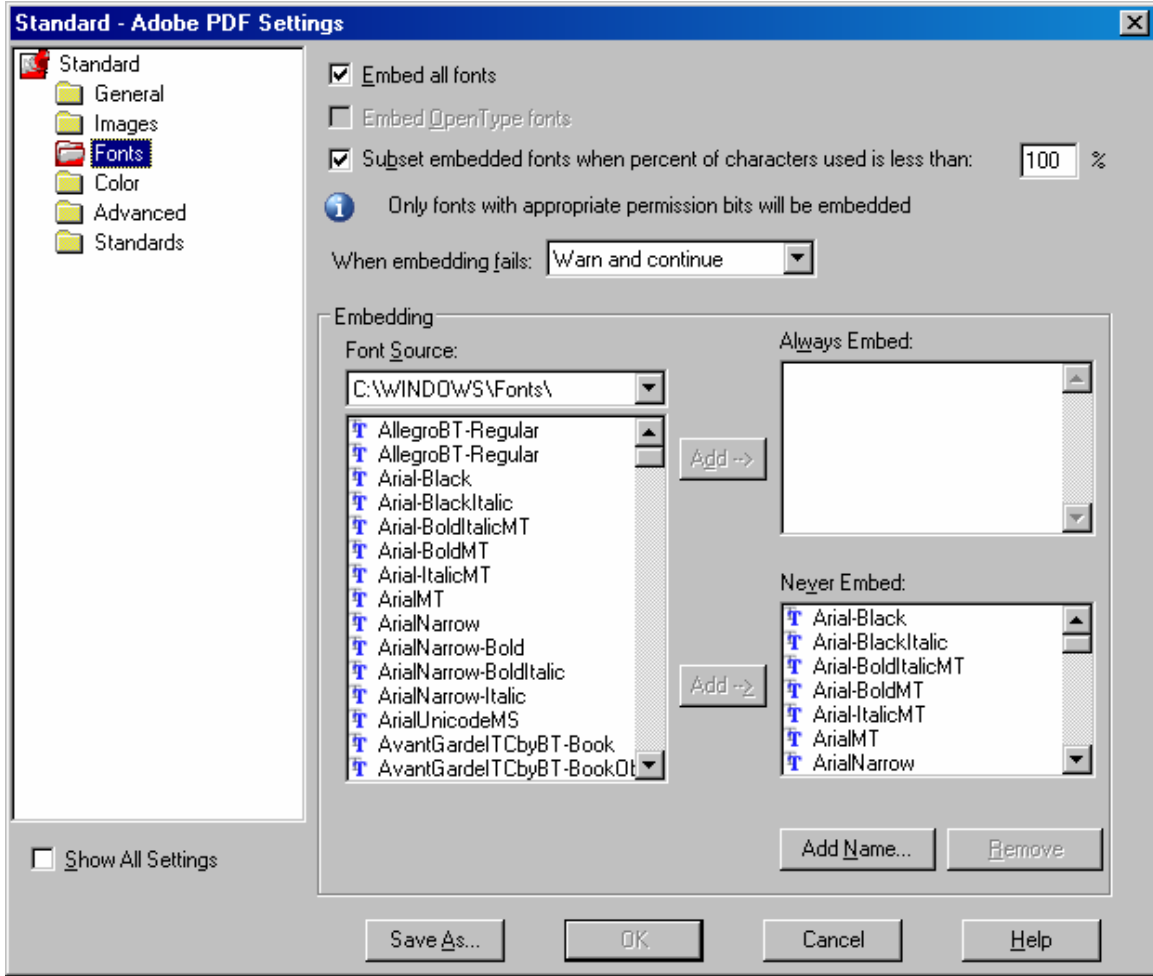 Standard - Adobe PDF Settings
Standard
General
Images
Fonts
Color
Advanced
Standards
Show All Settings
Embed all fonts
Embed OpenType fonts
Subset embedded fonts when percent of characters used is less than: 100 %
Only fonts with appropriate permission bits will be embedded
When embedding fails: Warn and continue
Embedding
Font Source:
C:\WINDOWS\Fonts\
AllegroBT-Regular
AllegroBT-Regular
Arial-Black
Arial-BlackItalic
Arial-BoldItalicMT
Arial-BoldMT
Arial-ItalicMT
ArialMT
ArialNarrow
ArialNarrow-Bold
ArialNarrow-BoldItalic
ArialNarrow-Italic
ArialUnicodeMS
AvantGardeITCbyBT-Book
AvantGardeITCbyBT-BookOb
Add -->
Add -->
Always Embed:
Never Embed:
Arial-Black
Arial-BlackItalic
Arial-BoldItalicMT
Arial-BoldMT
Arial-ItalicMT
ArialMT
ArialNarrow
Add Name... Remove
Save As... OK Cancel Help